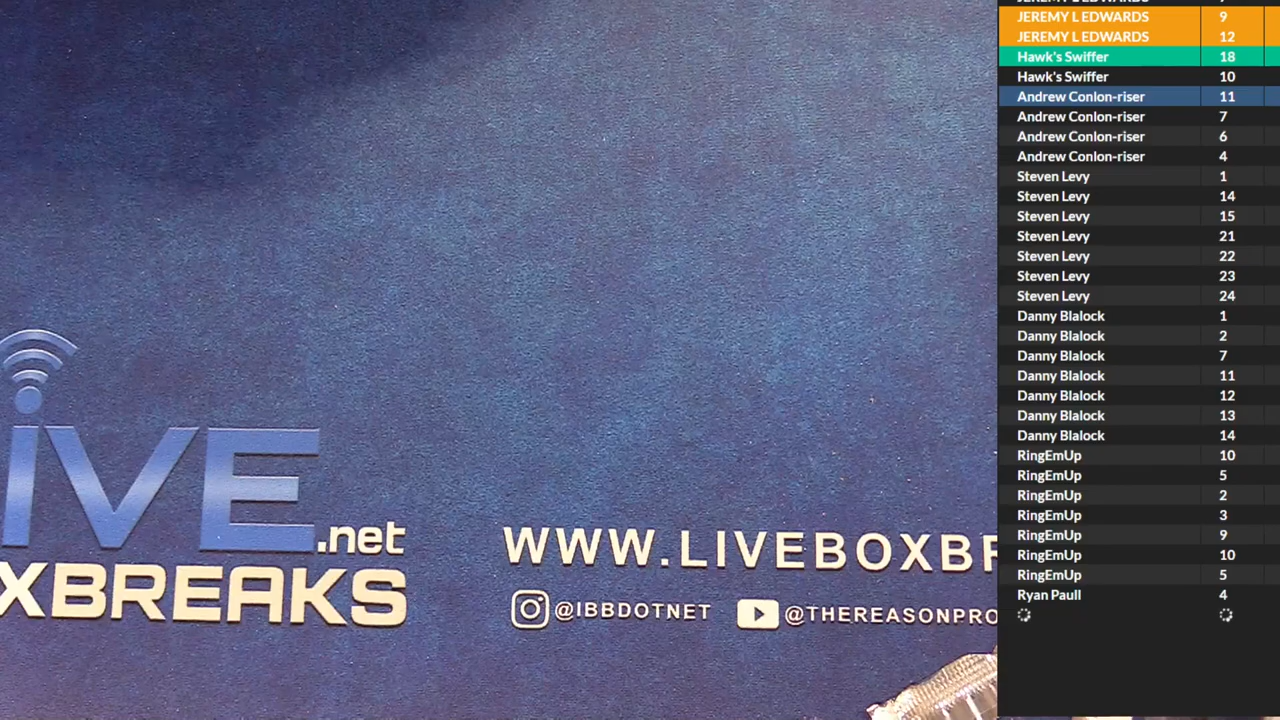 JEREMY L EDWARDS 9
JEREMY L EDWARDS 12
Hawk's Swiffer 18
Hawk's Swiffer 10
Andrew Conlon-riser 11
Andrew Conlon-riser 7
Andrew Conlon-riser 6
Andrew Conlon-riser 4
Steven Levy 1
Steven Levy 14
Steven Levy 15
Steven Levy 21
Steven Levy 22
Steven Levy 23
Steven Levy 24
Danny Blalock 1
Danny Blalock 2
Danny Blalock 7
Danny Blalock 11
Danny Blalock 12
Danny Blalock 13
Danny Blalock 14
RingEmUp 10
RingEmUp 5
RingEmUp 2
RingEmUp 3
RingEmUp 9
RingEmUp 10
RingEmUp 5
Ryan Paull 4
iVE.net
XBREAKS
WWW.LIVEBOXBR
@IBBDOTNET @THEREASONPRO